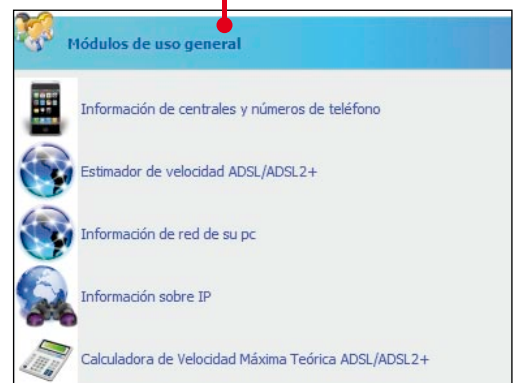 Módulos de uso general
Información de centrales y números de teléfono
Estimador de velocidad ADSL/ADSL2+
Información de red de su pc
Información sobre IP
Calculadora de Velocidad Máxima Teórica ADSL/ADSL2+